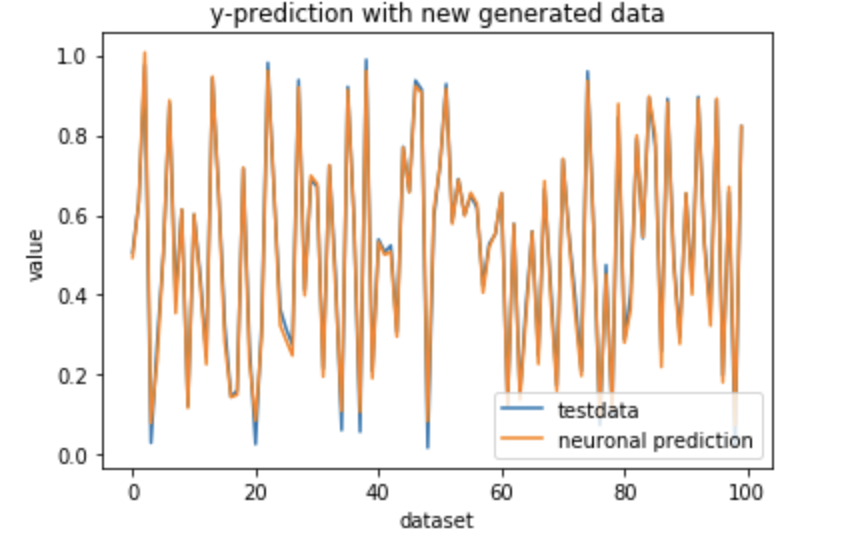 y-prediction with new generated data
1.0
0.8
0.6
0.4
0.2
0.0
value
testdata
neuronal prediction
0 20 40 60 80 100
dataset